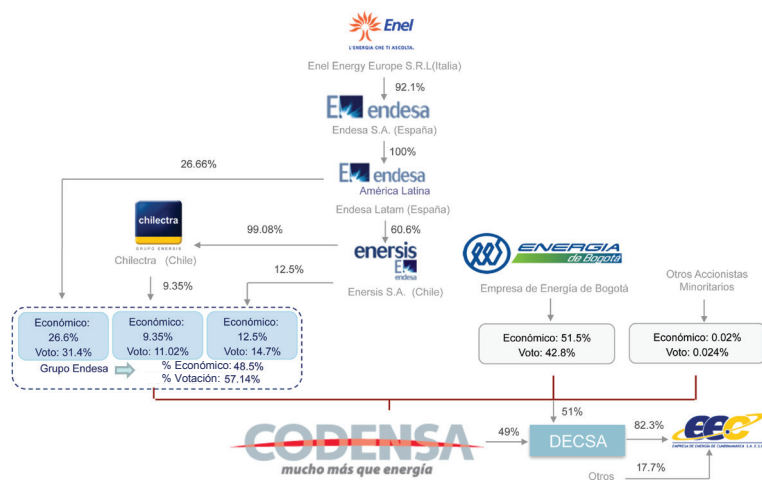 Enel
L'ENERGIA CHE TI ASCOLTA.
Enel Energy Europe S.R.L(Italia)
92.1%
endesa
Endesa S.A. (España)
100%
26.66%
endesa
América Latina
Endesa Latam (España)
chilectra
GRUPO ENERSIS
Chilectra (Chile)
99.08%
60.6%
enersis
endesa
Enersis S.A. (Chile)
12.5%
9.35%
ENERGIA
de Bogotá
Empresa de Energía de Bogotá
Otros Accionistas
Minoritarios
Económico:
26.6%
Voto: 31.4%
Económico:
9.35%
Voto: 11.02%
Económico:
12.5%
Voto: 14.7%
Económico: 51.5%
Voto: 42.8%
Económico: 0.02%
Voto: 0.024%
Grupo Endesa
% Económico: 48.5%
% Votación: 57.14%
CODENSA
mucho más que energía
49%
51%
DECSA
82.3%
eec
EMPRESA DE ENERGÍA DE CUNDINAMARCA S.A. E.S.P.
Otros
17.7%